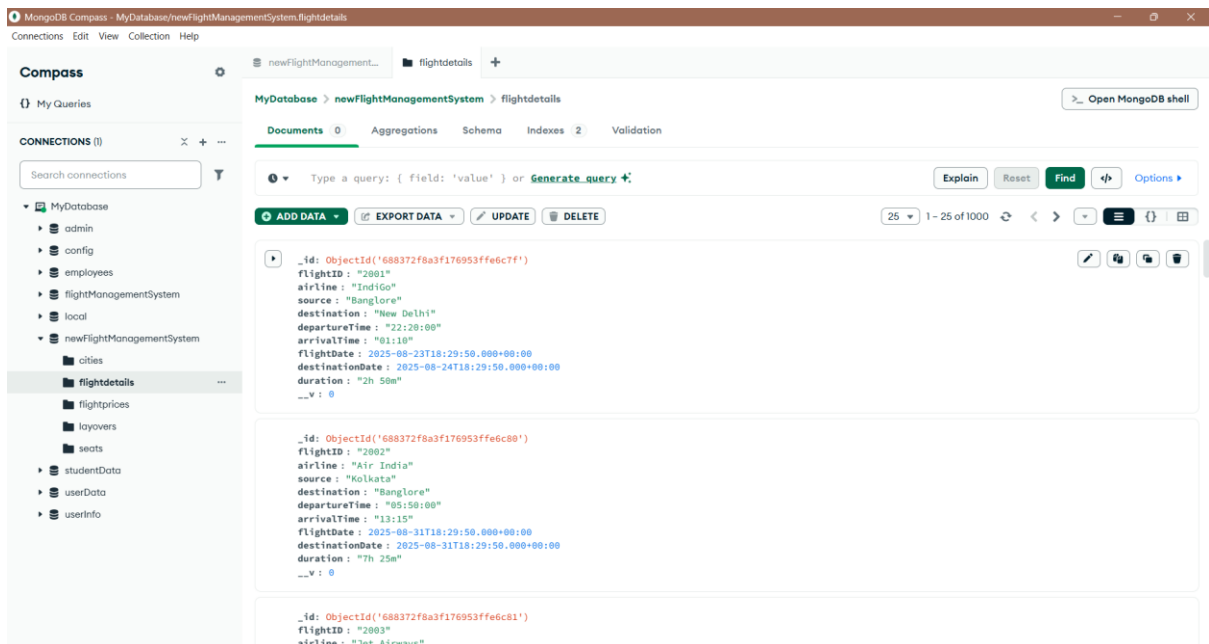 MongoDB Compass - MyDatabase/newFlightManagementSystem.flightdetails
Connections Edit View Collection Help
Compass
{} My Queries
CONNECTIONS (1)
Search connections
MyDatabase
admin
config
employees
flightManagementSystem
local
newFlightManagementSystem
cities
flightdetails
flightprices
layovers
seats
studentData
userData
userInfo
newFlightManagement... flightdetails
MyDatabase > newFlightManagementSystem > flightdetails
>_ Open MongoDB shell
Documents 0 Aggregations Schema Indexes 2 Validation
Type a query: { field: 'value' } or Generate query
Explain Reset Find </> Options
ADD DATA EXPORT DATA UPDATE DELETE
25 1 – 25 of 1000 {}
_id: ObjectId('688372f8a3f176953ffe6c7f')
flightID : "2001"
airline : "IndiGo"
source : "Banglore"
destination : "New Delhi"
departureTime : "22:20:00"
arrivalTime : "01:10"
flightDate : 2025-08-23T18:29:50.000+00:00
destinationDate : 2025-08-24T18:29:50.000+00:00
duration : "2h 50m"
__v : 0
_id: ObjectId('688372f8a3f176953ffe6c80')
flightID : "2002"
airline : "Air India"
source : "Kolkata"
destination : "Banglore"
departureTime : "05:50:00"
arrivalTime : "13:15"
flightDate : 2025-08-31T18:29:50.000+00:00
destinationDate : 2025-08-31T18:29:50.000+00:00
duration : "7h 25m"
__v : 0
_id: ObjectId('688372f8a3f176953ffe6c81')
flightID : "2003"
airline : "Jet Airways"